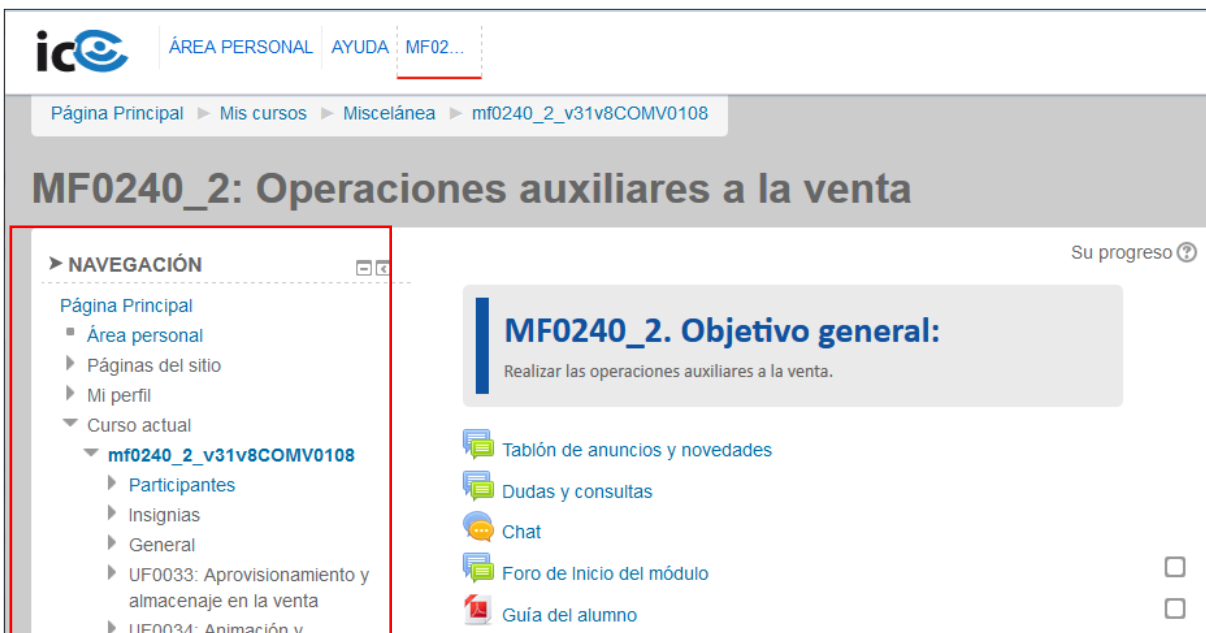 ic
ÁREA PERSONAL AYUDA MF02...
Página Principal Mis cursos Miscelánea mf0240_2_v31v8COMV0108
MF0240_2: Operaciones auxiliares a la venta
NAVEGACIÓN
Página Principal
Área personal
Páginas del sitio
Mi perfil
Curso actual
mf0240_2_v31v8COMV0108
Participantes
Insignias
General
UF0033: Aprovisionamiento y
almacenaje en la venta
UF0034: Animación y
Su progreso
MF0240_2. Objetivo general:
Realizar las operaciones auxiliares a la venta.
Tablón de anuncios y novedades
Dudas y consultas
Chat
Foro de Inicio del módulo
Guía del alumno